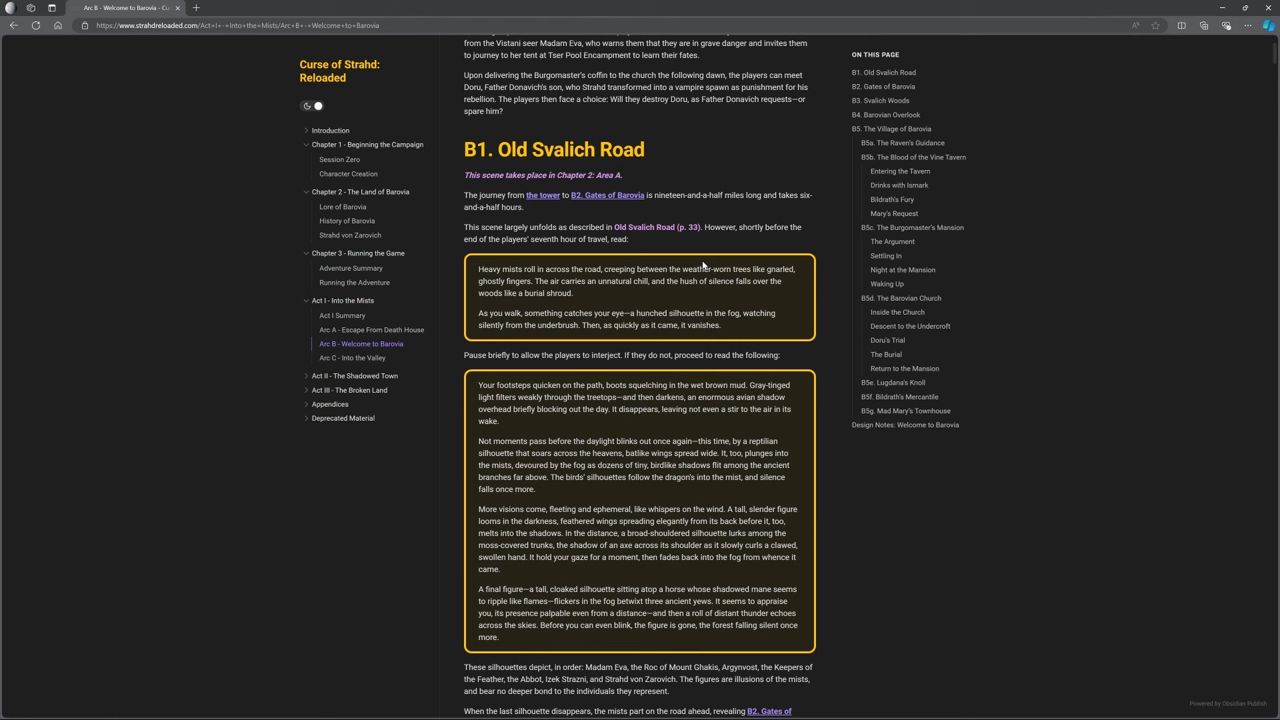 Arc B - Welcome to Barovia - Cu
https://www.strahdreloaded.com/Act+I+-+Into+the+Mists/Arc+B+-+Welcome+to+Barovia
Curse of Strahd:
Reloaded
Introduction
Chapter 1 - Beginning the Campaign
Session Zero
Character Creation
Chapter 2 - The Land of Barovia
Lore of Barovia
History of Barovia
Strahd von Zarovich
Chapter 3 - Running the Game
Adventure Summary
Running the Adventure
Act I - Into the Mists
Act I Summary
Arc A - Escape From Death House
Arc B - Welcome to Barovia
Arc C - Into the Valley
Act II - The Shadowed Town
Act III - The Broken Land
Appendices
Deprecated Material
from the Vistani seer Madam Eva, who warns them that they are in grave danger and invites them
to journey to her tent at Tser Pool Encampment to learn their fates.
Upon delivering the Burgomaster's coffin to the church the following dawn, the players can meet
Doru, Father Donavich's son, who Strahd transformed into a vampire spawn as punishment for his
rebellion. The players then face a choice: Will they destroy Doru, as Father Donavich requests—or
spare him?
B1. Old Svalich Road
This scene takes place in Chapter 2: Area A.
The journey from the tower to B2. Gates of Barovia is nineteen-and-a-half miles long and takes six-
and-a-half hours.
This scene largely unfolds as described in Old Svalich Road (p. 33). However, shortly before the
end of the players' seventh hour of travel, read:
Heavy mists roll in across the road, creeping between the weather-worn trees like gnarled,
ghostly fingers. The air carries an unnatural chill, and the hush of silence falls over the
woods like a burial shroud.
As you walk, something catches your eye—a hunched silhouette in the fog, watching
silently from the underbrush. Then, as quickly as it came, it vanishes.
Pause briefly to allow the players to interject. If they do not, proceed to read the following:
Your footsteps quicken on the path, boots squelching in the wet brown mud. Gray-tinged
light filters weakly through the treetops—and then darkens, an enormous avian shadow
overhead briefly blocking out the day. It disappears, leaving not even a stir to the air in its
wake.
Not moments pass before the daylight blinks out once again—this time, by a reptilian
silhouette that soars across the heavens, batlike wings spread wide. It, too, plunges into
the mists, devoured by the fog as dozens of tiny, birdlike shadows flit among the ancient
branches far above. The birds' silhouettes follow the dragon's into the mist, and silence
falls once more.
More visions come, fleeting and ephemeral, like whispers on the wind. A tall, slender figure
looms in the darkness, feathered wings spreading elegantly from its back before it, too,
melts into the shadows. In the distance, a broad-shouldered silhouette lurks among the
moss-covered trunks, the shadow of an axe across its shoulder as it slowly curls a clawed,
swollen hand. It hold your gaze for a moment, then fades back into the fog from whence it
came.
A final figure—a tall, cloaked silhouette sitting atop a horse whose shadowed mane seems
to ripple like flames—flickers in the fog betwixt three ancient yews. It seems to appraise
you, its presence palpable even from a distance—and then a roll of distant thunder echoes
across the skies. Before you can even blink, the figure is gone, the forest falling silent once
more.
These silhouettes depict, in order: Madam Eva, the Roc of Mount Ghakis, Argynvost, the Keepers of
the Feather, the Abbot, Izek Strazni, and Strahd von Zarovich. The figures are illusions of the mists,
and bear no deeper bond to the individuals they represent.
When the last silhouette disappears, the mists part on the road ahead, revealing B2. Gates of
ON THIS PAGE
B1. Old Svalich Road
B2. Gates of Barovia
B3. Svalich Woods
B4. Barovian Overlook
B5. The Village of Barovia
B5a. The Raven's Guidance
B5b. The Blood of the Vine Tavern
Entering the Tavern
Drinks with Ismark
Bildrath's Fury
Mary's Request
B5c. The Burgomaster's Mansion
The Argument
Settling In
Night at the Mansion
Waking Up
B5d. The Barovian Church
Inside the Church
Descent to the Undercroft
Doru's Trial
The Burial
Return to the Mansion
B5e. Lugdana's Knoll
B5f. Bildrath's Mercantile
B5g. Mad Mary's Townhouse
Design Notes: Welcome to Barovia
Powered by Obsidian Publish